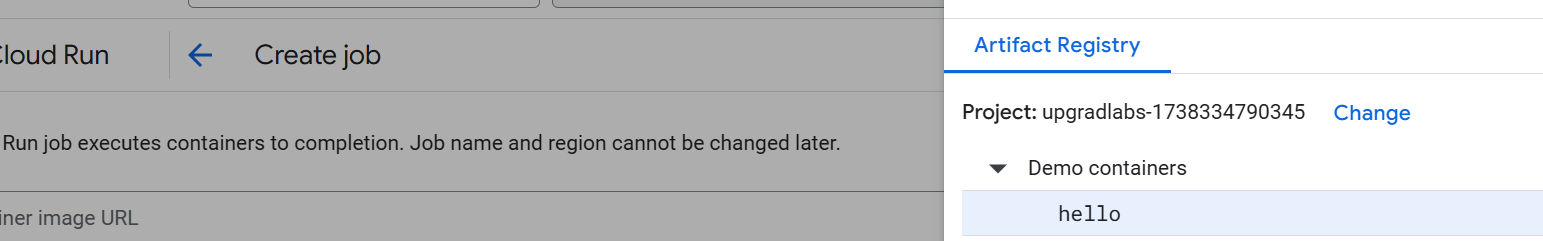 Cloud Run
Create job
Run job executes containers to completion. Job name and region cannot be changed later.
iner image URL
Artifact Registry
Project: upgradlabs-1738334790345 Change
Demo containers
hello